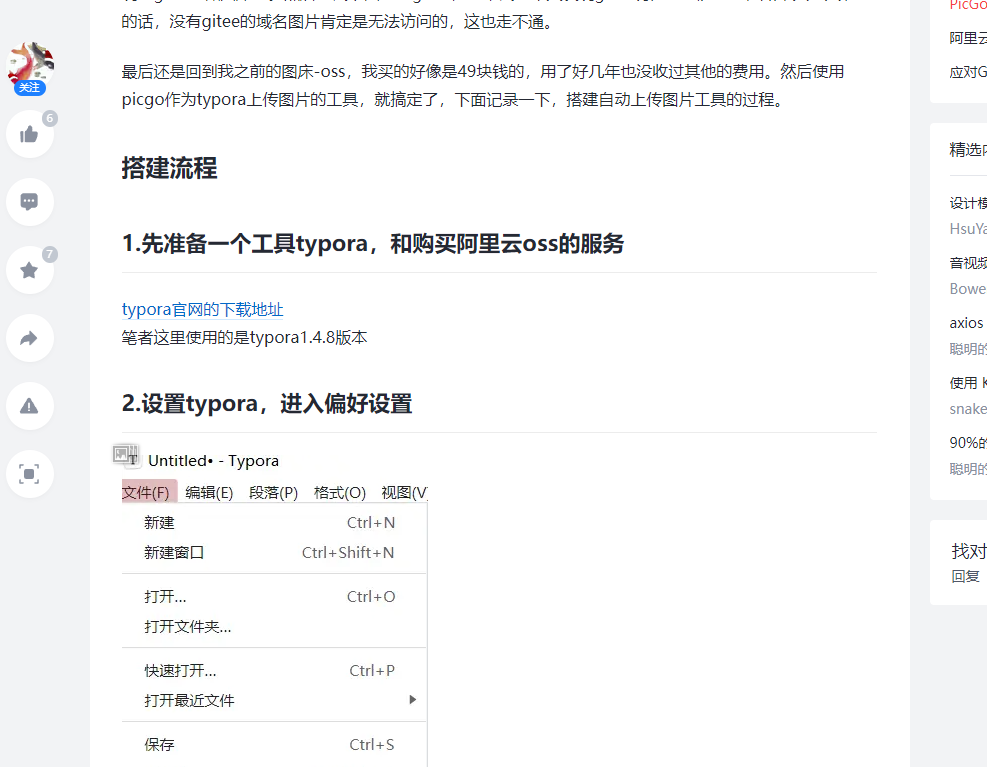 的话，没有gitee的域名图片肯定是无法访问的，这也走不通。
最后还是回到我之前的图床-oss，我买的好像是49块钱的，用了好几年也没收过其他的费用。然后使用
picgo作为typora上传图片的工具，就搞定了，下面记录一下，搭建自动上传图片工具的过程。
搭建流程
1.先准备一个工具typora，和购买阿里云oss的服务
typora官网的下载地址
笔者这里使用的是typora1.4.8版本
2.设置typora，进入偏好设置
Untitled• - Typora
文件(F) 编辑(E) 段落(P) 格式(O) 视图(V
新建 Ctrl+N
新建窗口 Ctrl+Shift+N
打开... Ctrl+O
打开文件夹...
快速打开... Ctrl+P
打开最近文件
保存 Ctrl+S
关注
6
7
PicGo
阿里云
应对G
精选内
设计模
HsuYa
音视频
Bowe
axios
聪明的
使用 K
snake
90%的
聪明的
找对
回复